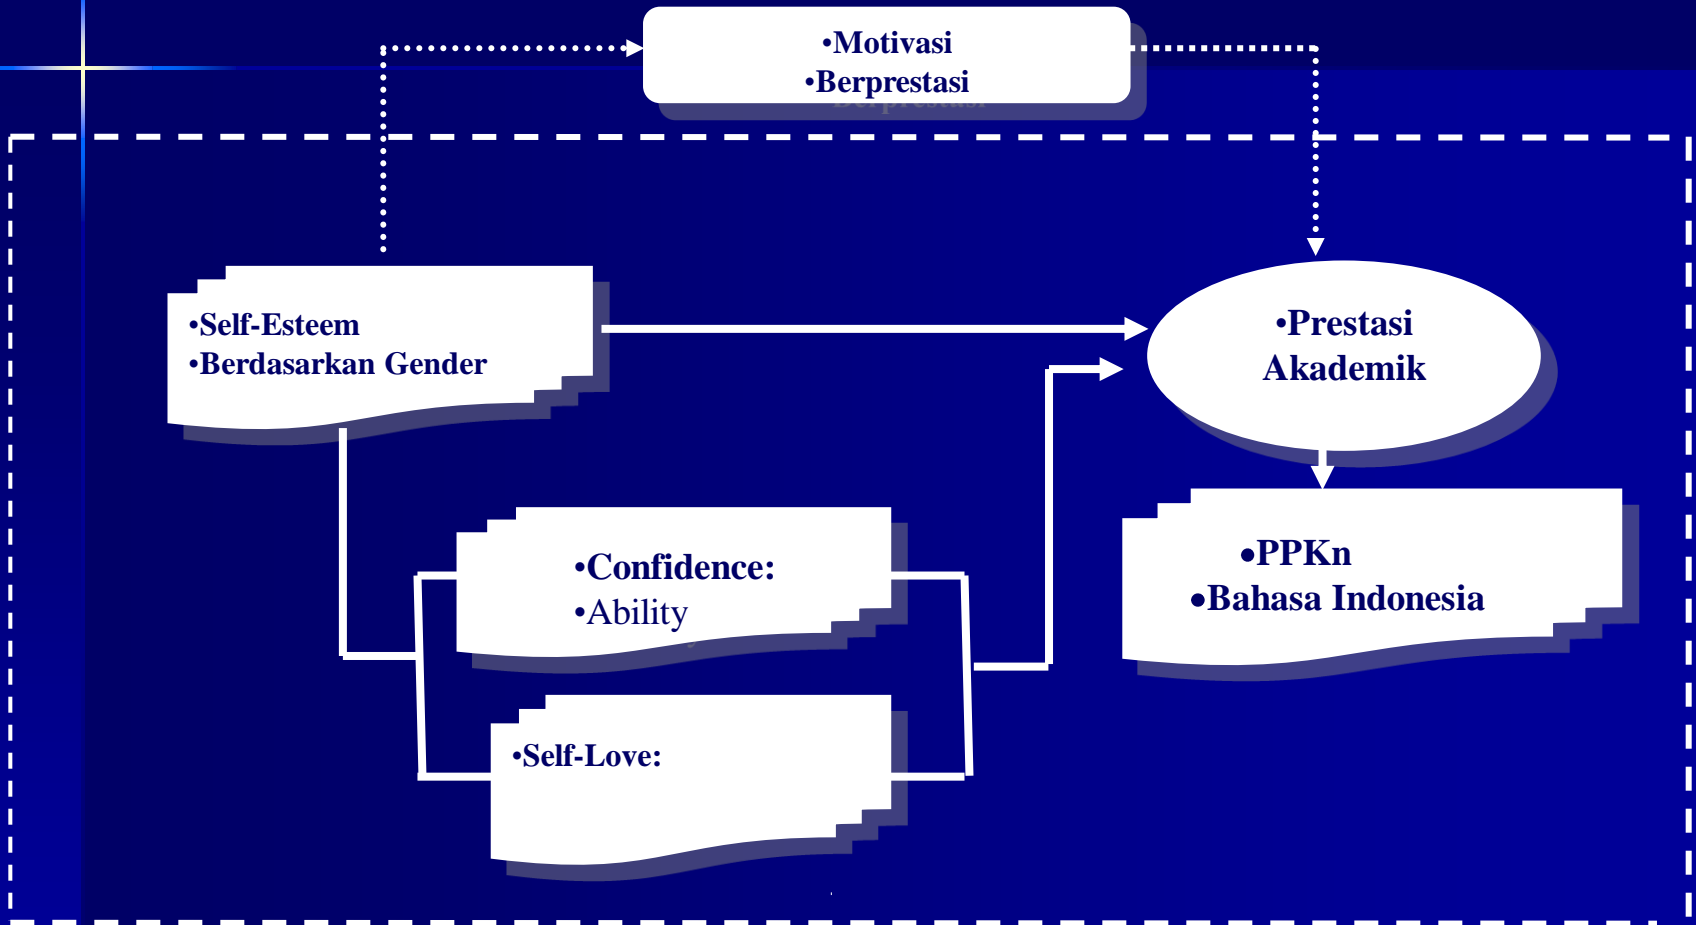 •Motivasi
•Berprestasi
•Self-Esteem
•Berdasarkan Gender
•Prestasi
Akademik
•Confidence:
•Ability
•PPKn
•Bahasa Indonesia
•Self-Love: